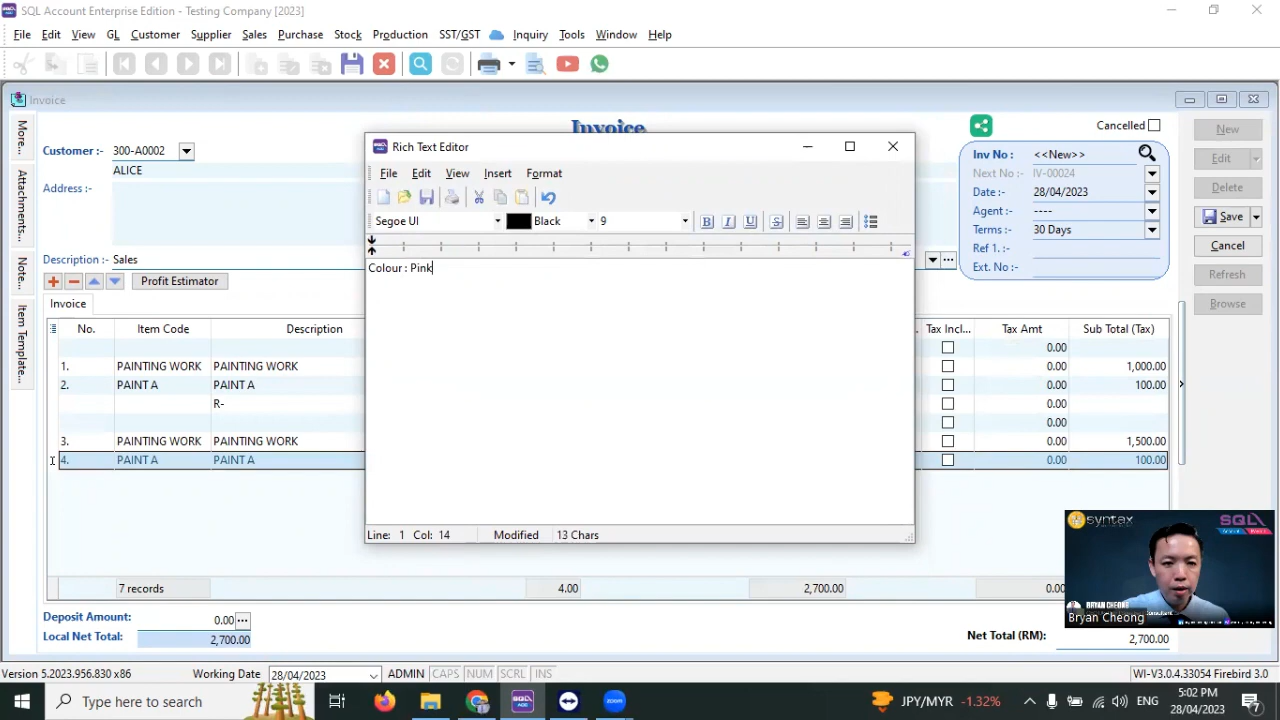 SQL Account Enterprise Edition - Testing Company [2023]
File Edit View GL Customer Supplier Sales Purchase Stock Production SST/GST Inquiry Tools Window Help
Invoice
Invoice
Cancelled
More...
Attachments...
Note...
Item Template...
Customer :- 300-A0002
ALICE
Address :-
Description :- Sales
Profit Estimator
Invoice
Inv No : <<New>>
Next No :- IV-00024
Date :- 28/04/2023
Agent :- ----
Terms :- 30 Days
Ref 1. :-
Ext. No :-
New
Edit
Delete
Save
Cancel
Refresh
Browse
Rich Text Editor
File Edit View Insert Format
Segoe UI Black 9 B I U S
Colour : Pink
Line: 1 Col: 14 Modified 13 Chars
No. Item Code Description Tax Incl... Tax Amt Sub Total (Tax)
0.00
1. PAINTING WORK PAINTING WORK 0.00 1,000.00
2. PAINT A PAINT A 0.00 100.00
R- 0.00
0.00
3. PAINTING WORK PAINTING WORK 0.00 1,500.00
4. PAINT A PAINT A 0.00 100.00
7 records 4.00 2,700.00 0.00
Deposit Amount: 0.00
Local Net Total: 2,700.00
Net Total (RM): 2,700.00
syntax
SQL
BRYAN CHEONG
Bryan Cheong
Version 5.2023.956.830 x86 Working Date 28/04/2023 ADMIN CAPS NUM SCRL INS WI-V3.0.4.33054 Firebird 3.0
Type here to search
JPY/MYR -1.32%
ENG
5:02 PM
28/04/2023
7